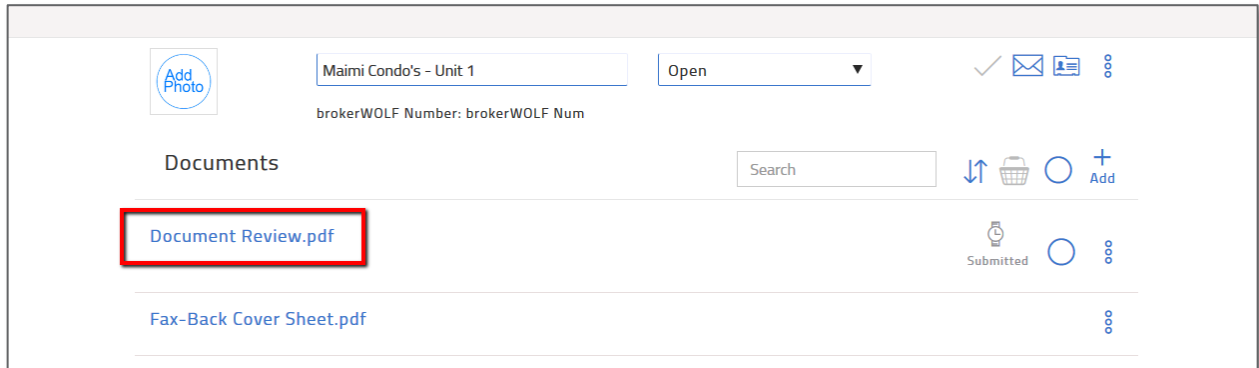 Add
Photo
Maimi Condo's - Unit 1
Open
brokerWOLF Number: brokerWOLF Num
Documents
Search
Add
Document Review.pdf
Submitted
Fax-Back Cover Sheet.pdf